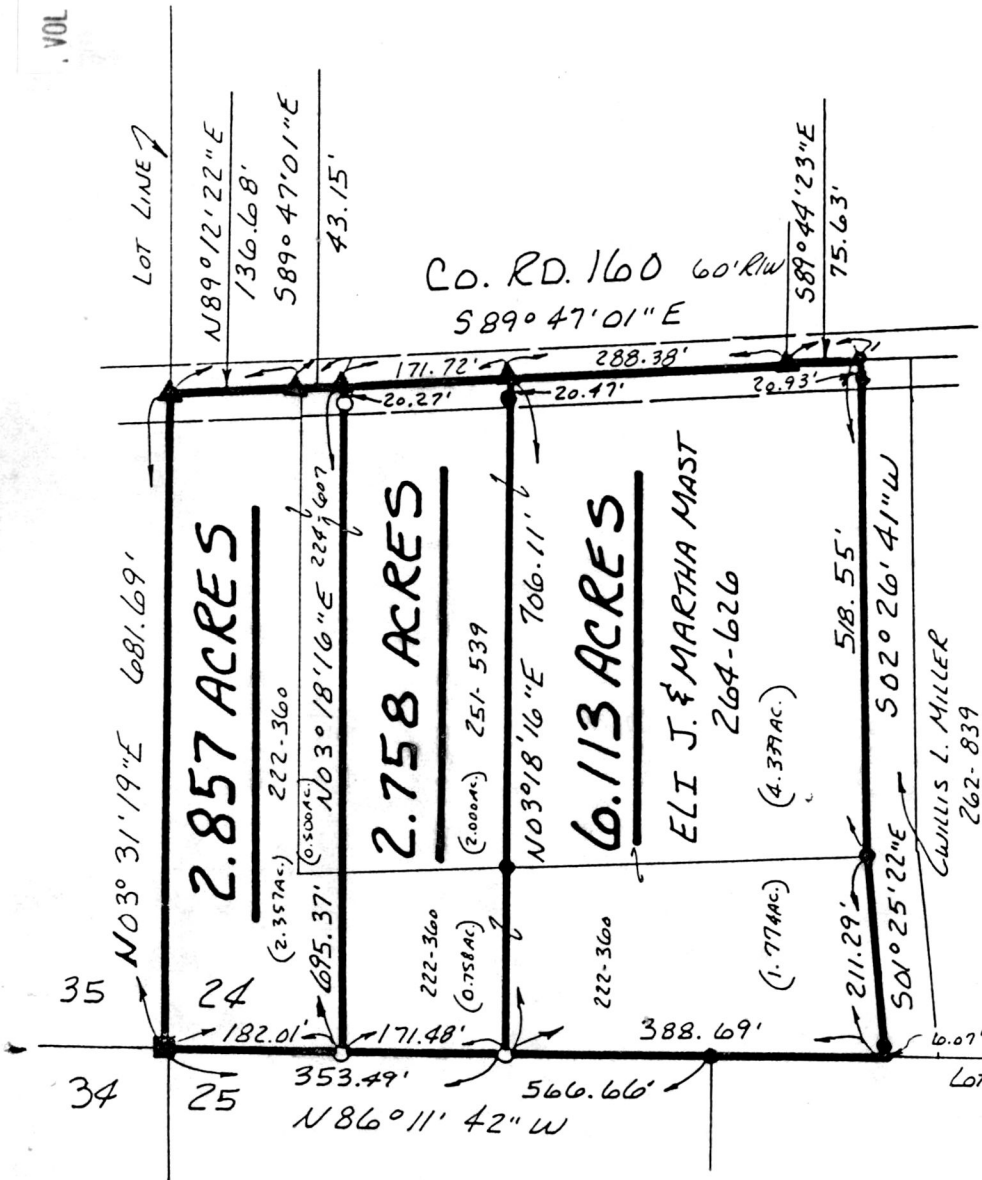 , VOL
LOT LINE
N89°12'22"E
136.68'
S89°47'01"E
43.15'
CO. RD. 160 60' R/W
S89°47'01"E
S89°44'23"E
75.63'
171.72'
288.38'
20.27'
20.47'
20.93'
N03°31'19"E 681.69'
2.857 ACRES
222-360
(2.357AC.)
(0.500AC.)
224-607
N03°18'16"E
695.37'
2.758 ACRES
251-539
(2.000AC.)
222-360
(0.758AC.)
N03°18'16"E 706.11'
6.113 ACRES
ELI J. & MARTHA MAST
264-626
(4.339AC.)
222-360
(1.774AC.)
518.55'
S02°26'41"W
211.29'
S01°25'22"E
WILLIS L. MILLER
262-839
35
24
34
25
182.01'
171.48'
388.69'
6.07'
353.49'
566.66'
N86°11'42"W
LOT